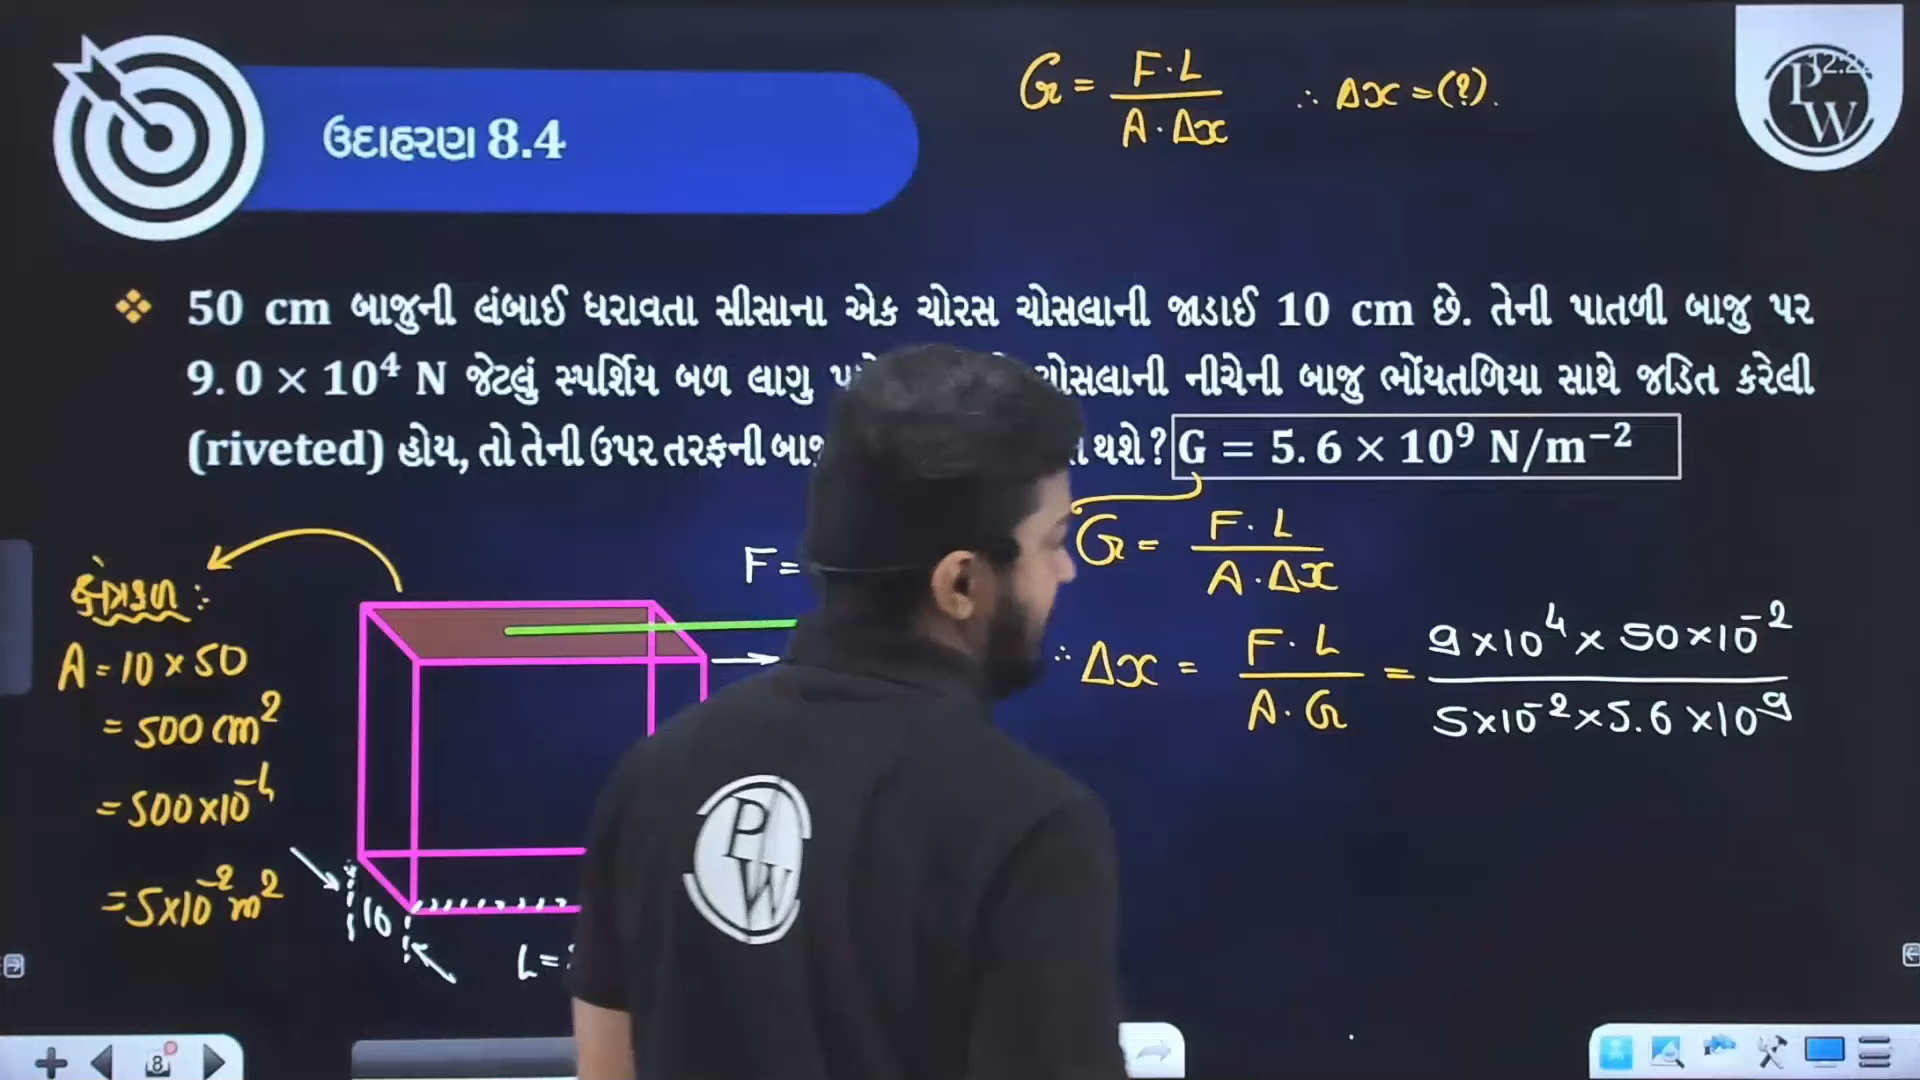 G = F·L / A·Δx ∴ Δx = (?).
PW
ઉદાહરણ 8.4
❖ 50 cm બાજુની લંબાઈ ધરાવતા સીસાના એક ચોરસ ચોસલાની જાડાઈ 10 cm છે. તેની પાતળી બાજુ પર
9.0 × 10⁴ N જેટલું સ્પર્શિય બળ લાગુ ચોસલાની નીચેની બાજુ ભોંયતળિયા સાથે જડિત કરેલી
(riveted) હોય, તો તેની ઉપર તરફની થશે? G = 5.6 × 10⁹ N/m⁻²
G = F·L / A·Δx
F =
ક્ષેત્રફળ :
A = 10 × 50
= 500 cm²
= 500×10⁻⁴
= 5×10⁻² m²
∴ Δx = F·L / A·G = 9×10⁴ × 50×10⁻² / 5×10⁻² × 5.6 × 10⁹
10
L =
PW
8